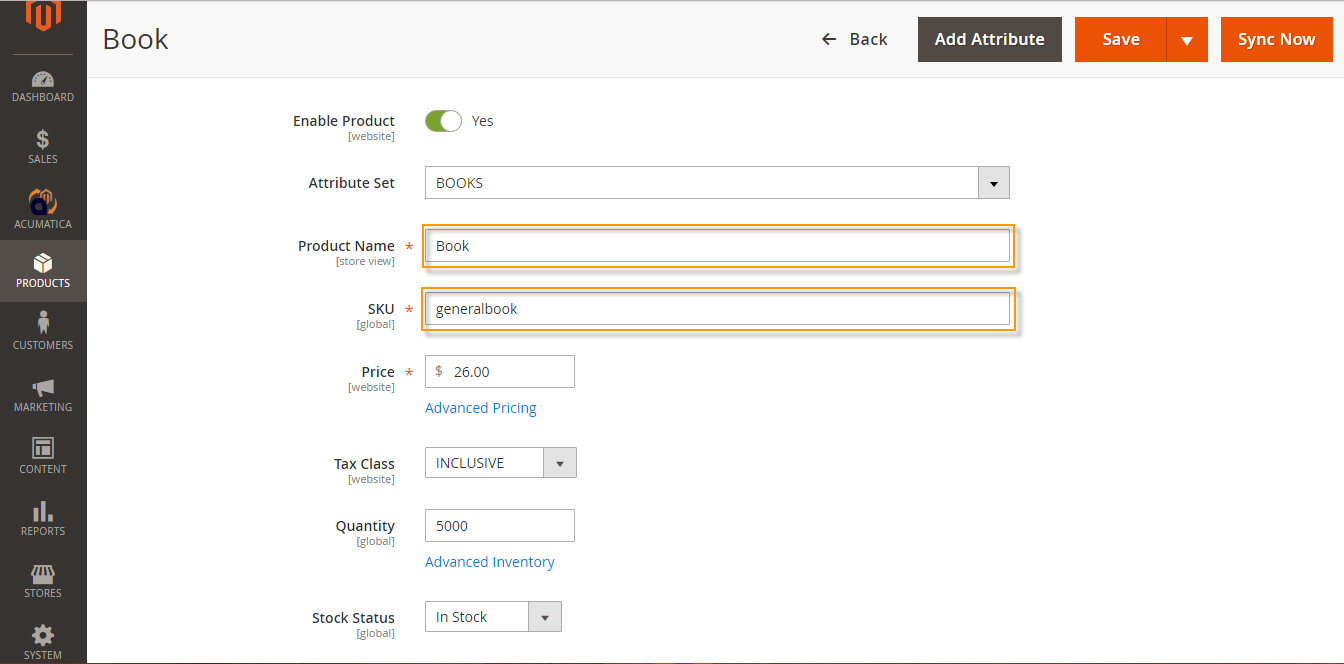 Book
← Back
Add Attribute
Save
Sync Now
DASHBOARD
SALES
ACUMATICA
PRODUCTS
CUSTOMERS
MARKETING
CONTENT
REPORTS
STORES
SYSTEM
Enable Product
[website]
Yes
Attribute Set
BOOKS
Product Name *
[store view]
Book
SKU *
[global]
generalbook
Price *
[website]
$ 26.00
Advanced Pricing
Tax Class
[website]
INCLUSIVE
Quantity
[global]
5000
Advanced Inventory
Stock Status
[global]
In Stock